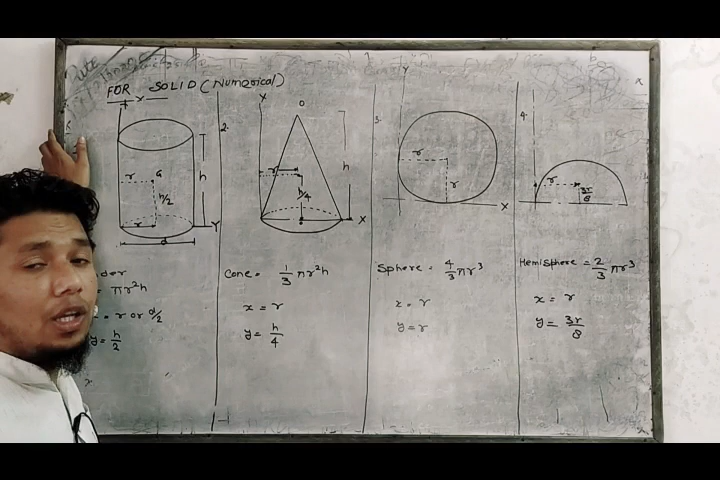 FOR SOLID (Numerical)
X
r
G
h/2
r
h
Y
d
der
= πr²h
= r or d/2
y = h/2
2.
Y
O
r
h/4
h
X
Cone = 1/3 πr²h
x = r
y = h/4
3.
Y
r
r
X
Sphere = 4/3 πr³
x = r
y = r
4.
r
3r/8
Hemisphere = 2/3 πr³
x = r
y = 3r/8